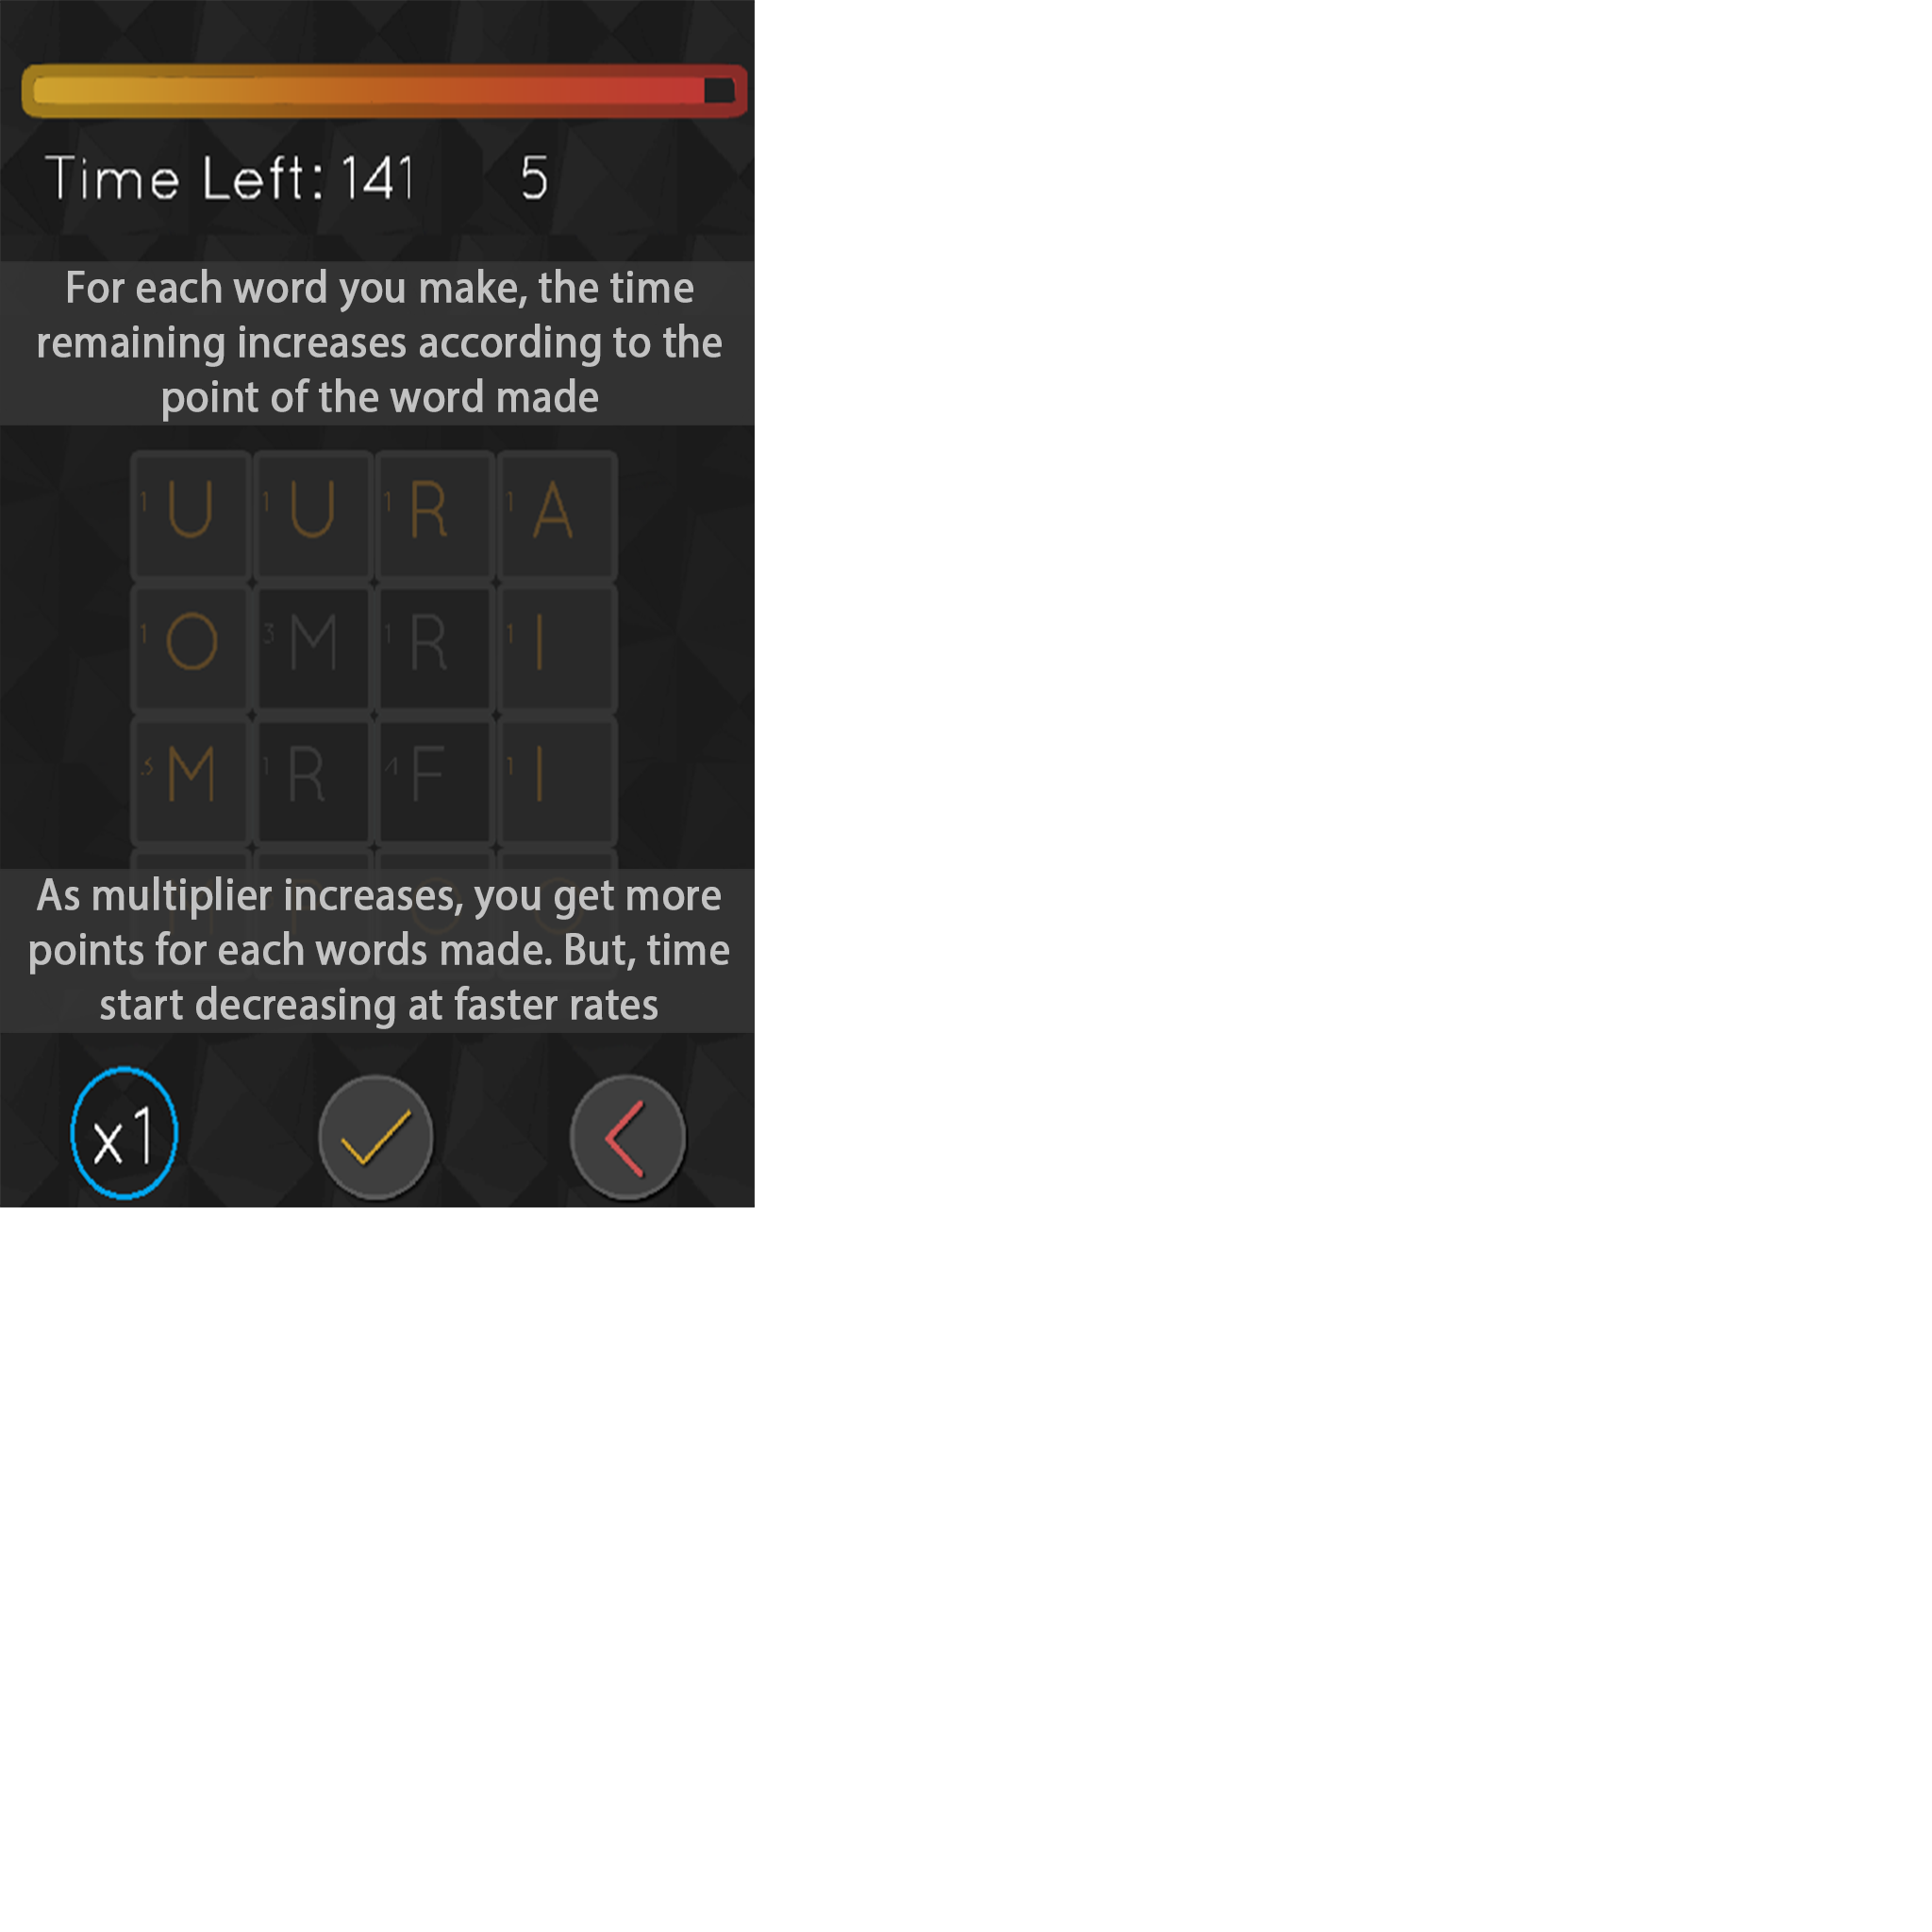 Time Left: 141 5
For each word you make, the time
remaining increases according to the
point of the word made
1 U 1 U 1 R 1 A
1 O 3 M 1 R 1 I
M 1 R 4 F 1 I
As multiplier increases, you get more
points for each words made. But, time
start decreasing at faster rates
x1